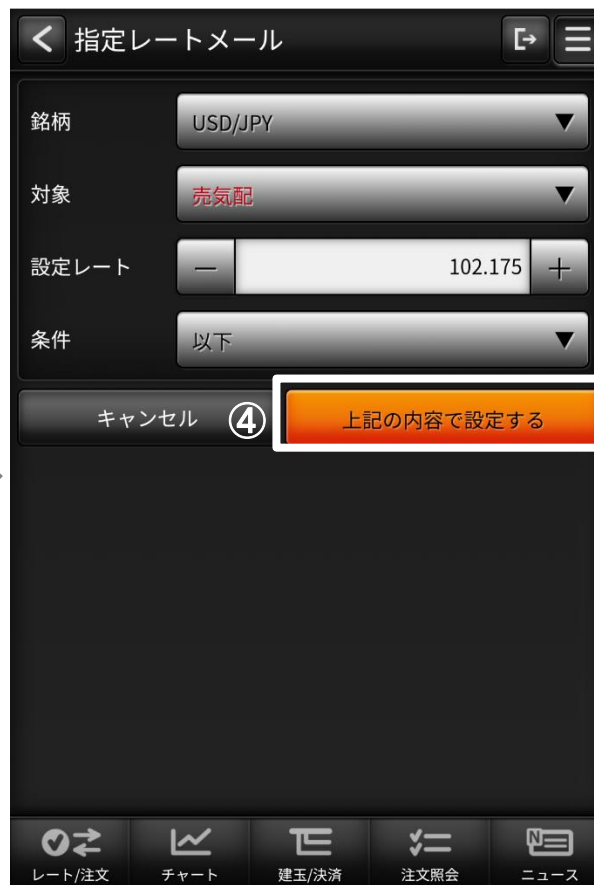 指定レートメール
銘柄 USD/JPY ▼
対象 売気配 ▼
設定レート － 102.175 ＋
条件 以下 ▼
キャンセル ④ 上記の内容で設定する
レート/注文 チャート 建玉/決済 注文照会 ニュース